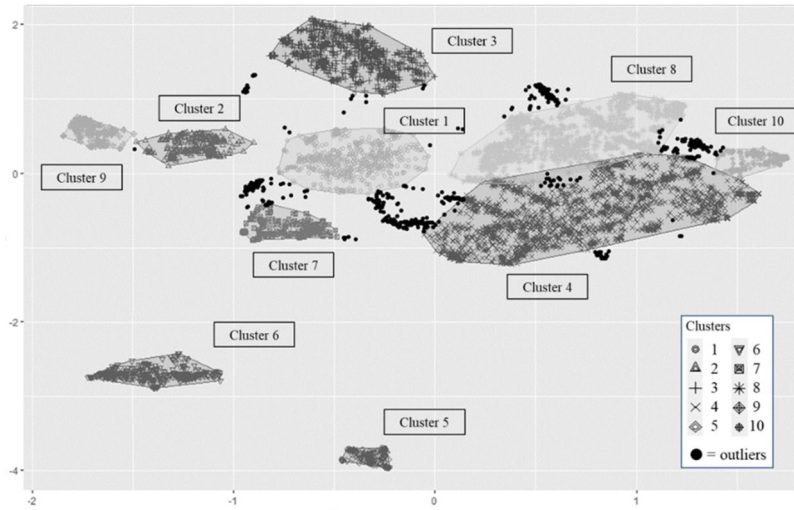 2
Cluster 3
Cluster 8
Cluster 2
Cluster 1
Cluster 10
0
Cluster 9
Cluster 7
Cluster 4
-2
Cluster 6
Clusters
1 6
2 7
3 8
4 9
5 10
Cluster 5
= outliers
-4
-2 -1 0 1